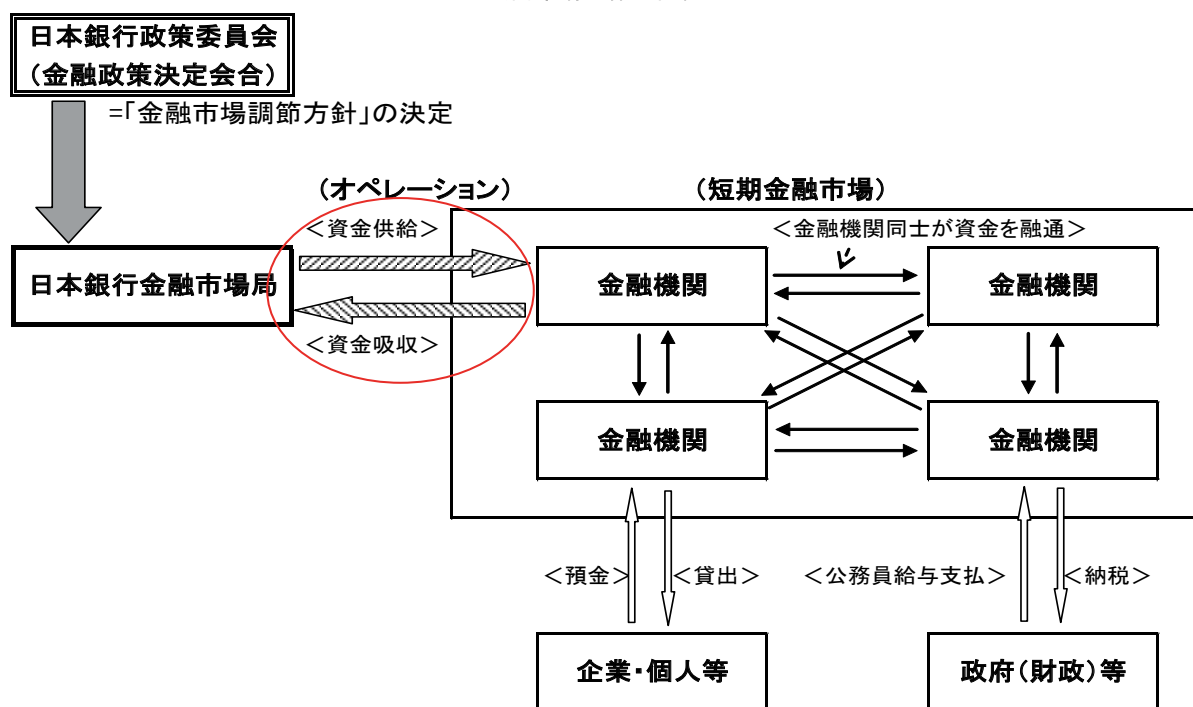 日本銀行政策委員会
(金融政策決定会合)
=「金融市場調節方針」の決定
(オペレーション)
(短期金融市場)
<資金供給>
<金融機関同士が資金を融通>
日本銀行金融市場局
金融機関
金融機関
<資金吸収>
金融機関
金融機関
<預金>
<貸出>
<公務員給与支払>
<納税>
企業・個人等
政府(財政)等